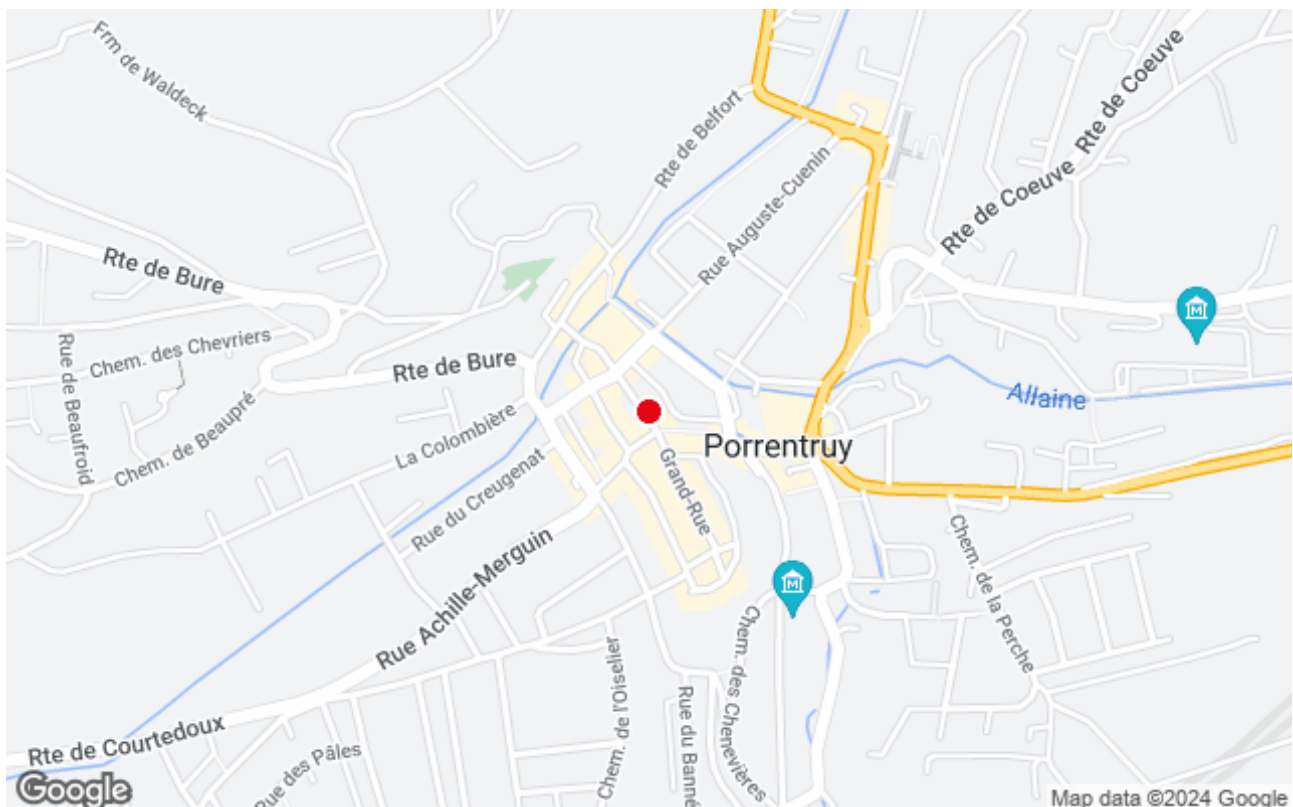 Frm de Waldeck
Rte de Belfort
Rte de Coeuve
Rte de Coeuve
Rue Auguste-Cuenin
Rte de Bure
Chem. des Chevriers
Rue de Beaufroid
Rte de Bure
Chem. de Beaupré
La Colombière
Allaine
Porrentruy
Rue du Creugenat
Grand-Rue
Rue Achille-Merguin
Chem. de la Perche
Chem. de l'Oiselier
Chem. des Chenevières
Rue du Banné
Rte de Courtedoux
Rue des Pâles
M
M
Google
Map data ©2024 Google